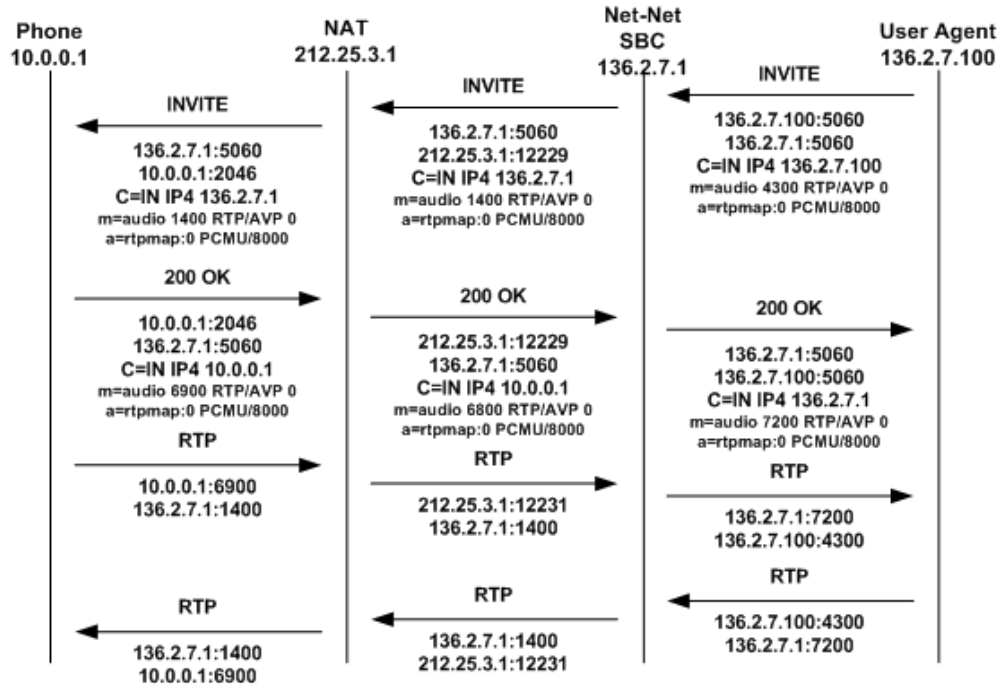 Phone
10.0.0.1
NAT
212.25.3.1
Net-Net
SBC
136.2.7.1
User Agent
136.2.7.100
INVITE
136.2.7.100:5060
136.2.7.1:5060
C=IN IP4 136.2.7.100
m=audio 4300 RTP/AVP 0
a=rtpmap:0 PCMU/8000
INVITE
136.2.7.1:5060
212.25.3.1:12229
C=IN IP4 136.2.7.1
m=audio 1400 RTP/AVP 0
a=rtpmap:0 PCMU/8000
INVITE
136.2.7.1:5060
10.0.0.1:2046
C=IN IP4 136.2.7.1
m=audio 1400 RTP/AVP 0
a=rtpmap:0 PCMU/8000
200 OK
10.0.0.1:2046
136.2.7.1:5060
C=IN IP4 10.0.0.1
m=audio 6900 RTP/AVP 0
a=rtpmap:0 PCMU/8000
200 OK
212.25.3.1:12229
136.2.7.1:5060
C=IN IP4 10.0.0.1
m=audio 6800 RTP/AVP 0
a=rtpmap:0 PCMU/8000
200 OK
136.2.7.1:5060
136.2.7.100:5060
C=IN IP4 136.2.7.1
m=audio 7200 RTP/AVP 0
a=rtpmap:0 PCMU/8000
RTP
10.0.0.1:6900
136.2.7.1:1400
RTP
212.25.3.1:12231
136.2.7.1:1400
RTP
136.2.7.1:7200
136.2.7.100:4300
RTP
136.2.7.100:4300
136.2.7.1:7200
RTP
136.2.7.1:1400
212.25.3.1:12231
RTP
136.2.7.1:1400
10.0.0.1:6900